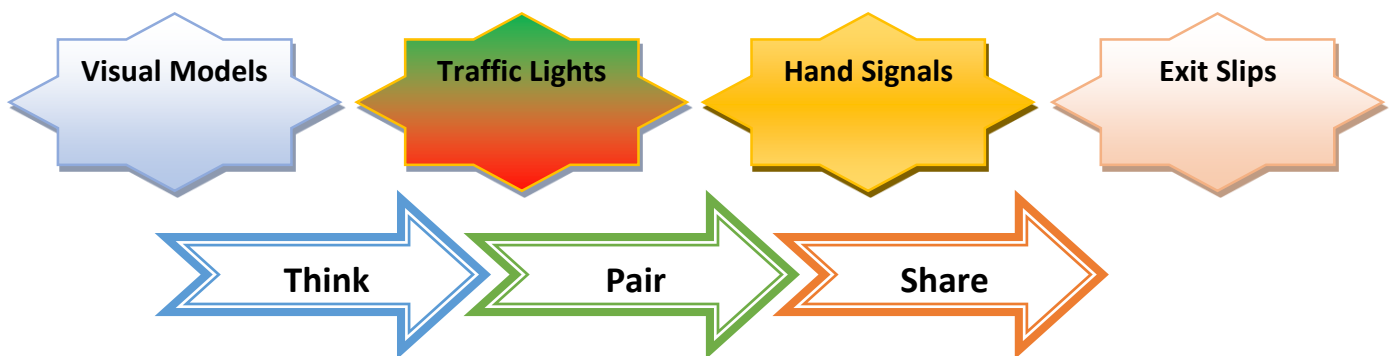 Visual Models
Traffic Lights
Hand Signals
Exit Slips
Think
Pair
Share